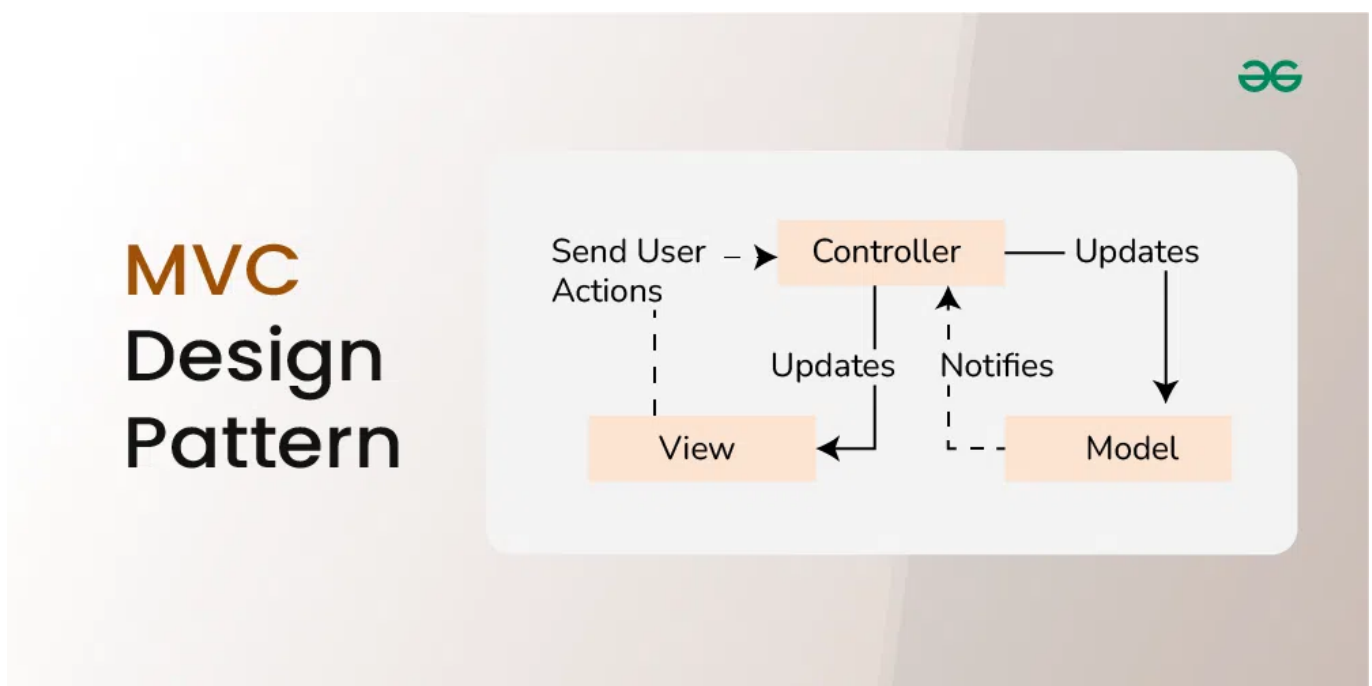 MVC
Design
Pattern
Send User
Actions
Controller
Updates
Updates
Notifies
View
Model